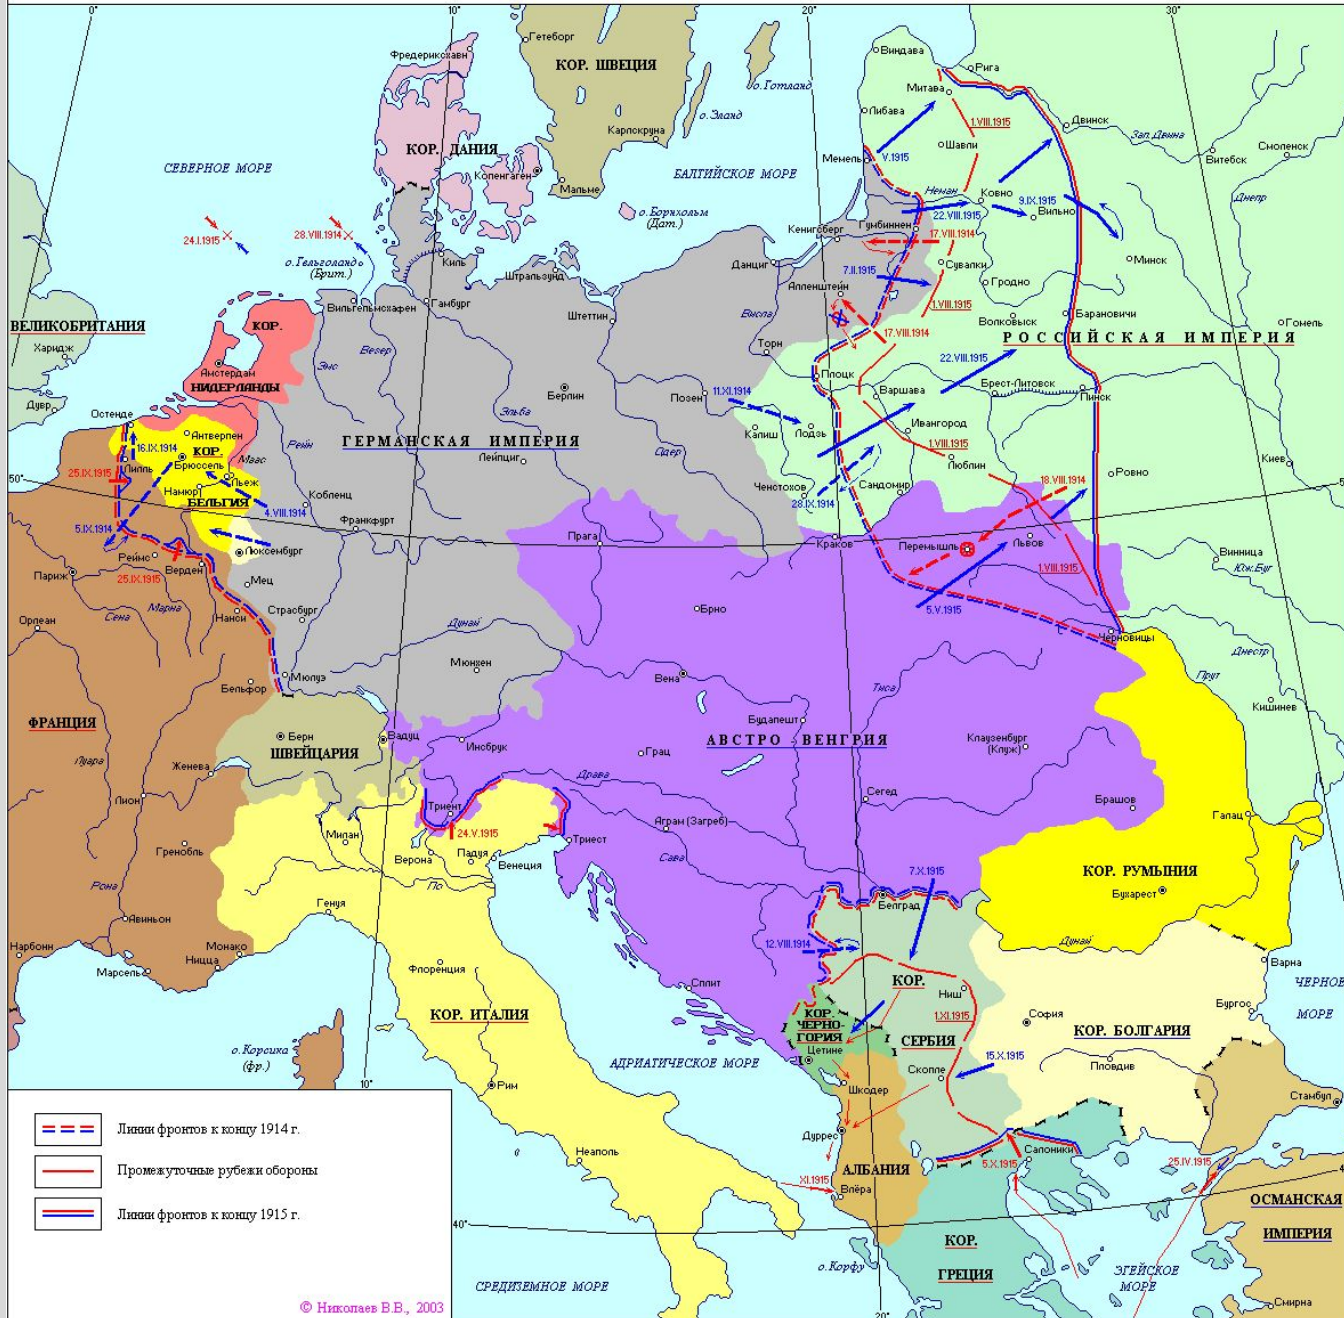 0°
10°
20°
30°
Гетеборг
Фредериксхавн
КОР. ШВЕЦИЯ
Виндава
Рига
Митава
о.Готланд
Либава
о.Эланд
1.VIII.1915
Двинск
Зап.Двина
Карлскруна
КОР. ДАНИЯ
Шавли
Витебск
Смоленск
СЕВЕРНОЕ МОРЕ
Копенгаген
Мальме
БАЛТИЙСКОЕ МОРЕ
Мемель
V.1915
Неман
Ковно
9.IX.1915
Днепр
о.Борнхольм
(Дат.)
22.VIII.1915
Вильно
Гумбиннен
24.I.1915
28.VIII.1914
Кенигсберг
17.VIII.1914
о.Гельголанд
(Брит.)
Киль
Данциг
Сувалки
Минск
Штральзунд
7.II.1915
Гродно
Алленштейн
Вильгельмсхафен
Гамбург
1.VIII.1915
ВЕЛИКОБРИТАНИЯ
КОР.
Штеттин
Висла
Волковыск
Барановичи
Гомель
Харидж
Везер
17.VIII.1914
РОССИЙСКАЯ ИМПЕРИЯ
Эмс
Торн
22.VIII.1915
Амстердам
НИДЕРЛАНДЫ
Плоцк
Берлин
Варшава
Брест-Литовск
Пинск
Дувр
11.XI.1914
Позен
Остенде
Эльба
Антверпен
Рейн
Калиш
Лодзь
Ивангород
16.IX.1914
КОР.
ГЕРМАНСКАЯ ИМПЕРИЯ
1.VIII.1915
Маас
Одер
Лилль
Брюссель
Лейпциг
Люблин
Киев
25.IX.1915
Льеж
Ровно
50°
5
Намюр
Кобленц
Ченстохов
Сандомир
18.VIII.1914
БЕЛЬГИЯ
28.IX.1914
4.VIII.1914
5.IX.1914
Франкфурт
Прага
Краков
Львов
Люксембург
Перемышль
Реймс
Винница
Юж.Буг
Верден
Париж
25.IX.1915
Мец
1.VIII.1915
Марна
Сена
Страсбург
Брно
5.V.1915
Нанси
Орлеан
Дунай
Черновицы
Днестр
Мюнхен
Прут
Мюлуз
Вена
Бельфор
Тиса
Кишинев
ФРАНЦИЯ
Будапешт
Берн
Вадуц
Инсбрук
АВСТРО - ВЕНГРИЯ
Клаузенбург
(Клуж)
ШВЕЙЦАРИЯ
Грац
Луара
Женева
Драва
Лион
Сегед
Триент
Брашов
Галац
Аграм (Загреб)
Милан
24.V.1915
Триест
Гренобль
Верона
Падуя
Венеция
Сава
7.X.1915
КОР. РУМЫНИЯ
По
Рона
Белград
Бухарест
Генуя
Авиньон
Нарбонн
Монако
12.VIII.1914
Дунай
Ницца
Варна
Марсель
Флоренция
КОР.
ЧЕРНОЕ
МОРЕ
Сплит
Ниш
КОР. ИТАЛИЯ
КОР.
ЧЕРНО-
ГОРИЯ
1.XI.1915
София
Бургос
КОР. БОЛГАРИЯ
СЕРБИЯ
о.Корсика
(фр.)
АДРИАТИЧЕСКОЕ МОРЕ
Цетине
15.X.1915
Пловдив
Скопле
10°
Рим
Шкодер
Стамбул
Линии фронтов к концу 1914 г.
Дуррес
Салоники
Неаполь
АЛБАНИЯ
5.X.1915
25.IV.1915
4
Промежуточные рубежи обороны
XI.1915
Влёра
ОСМАНСКАЯ
ИМПЕРИЯ
Линии фронтов к концу 1915 г.
40°
КОР.
ГРЕЦИЯ
о.Корфу
ЭГЕЙСКОЕ
МОРЕ
СРЕДИЗЕМНОЕ МОРЕ
© Николаев В.В., 2003
Смирна
20°